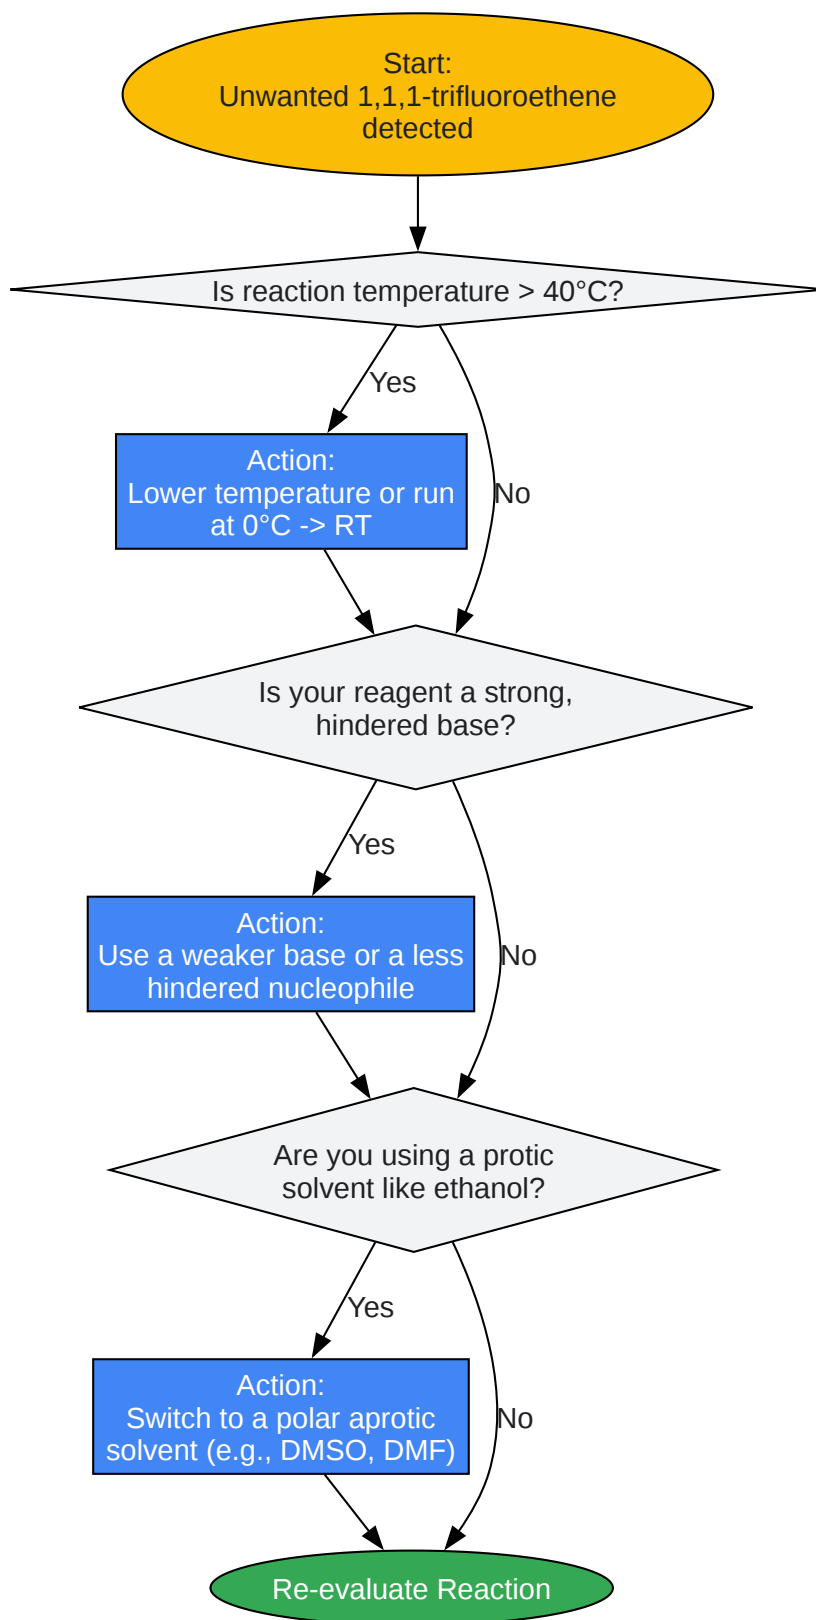 Start:
Unwanted 1,1,1-trifluoroethene
detected
Is reaction temperature > 40°C?
Yes
Action:
Lower temperature or run
at 0°C -> RT
No
Is your reagent a strong,
hindered base?
Yes
Action:
Use a weaker base or a less
hindered nucleophile
No
Are you using a protic
solvent like ethanol?
Yes
Action:
Switch to a polar aprotic
solvent (e.g., DMSO, DMF)
No
Re-evaluate Reaction